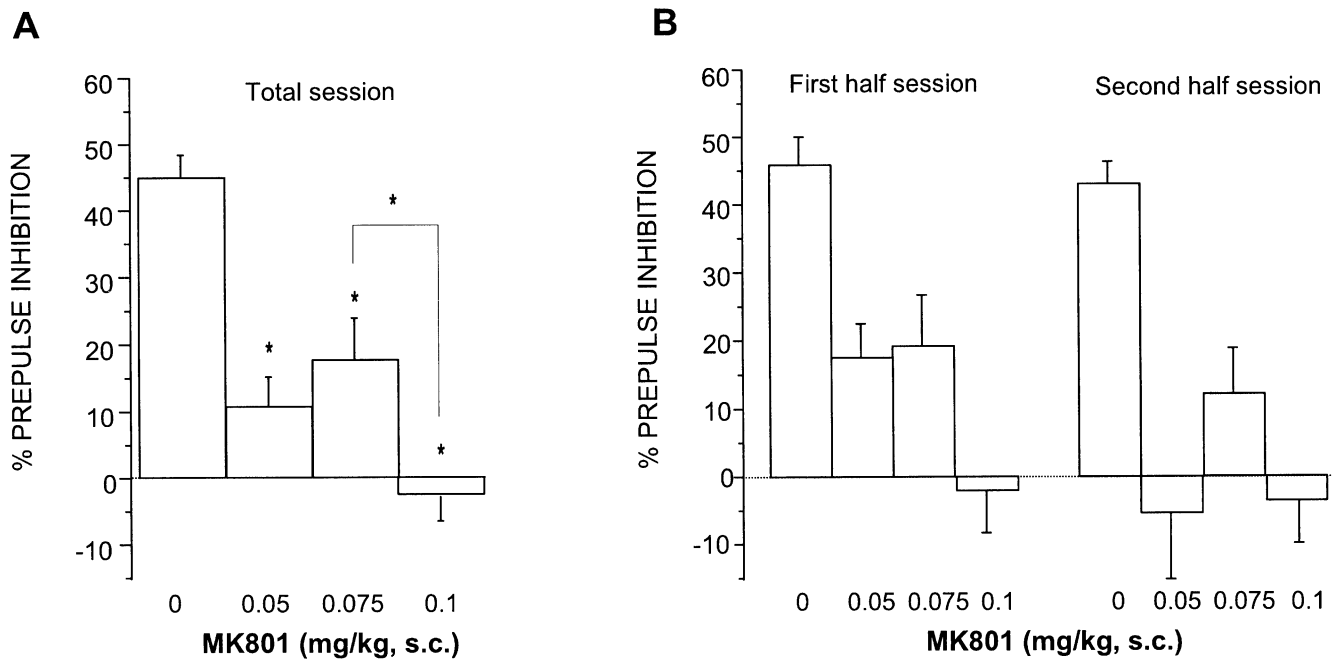 A
Total session
% PREPULSE INHIBITION
60
50
40
30
20
10
0
-10
*
*
*
*
0 0.05 0.075 0.1
MK801 (mg/kg, s.c.)
B
First half session Second half session
% PREPULSE INHIBITION
60
50
40
30
20
10
0
-10
0 0.05 0.075 0.1 0 0.05 0.075 0.1
MK801 (mg/kg, s.c.)